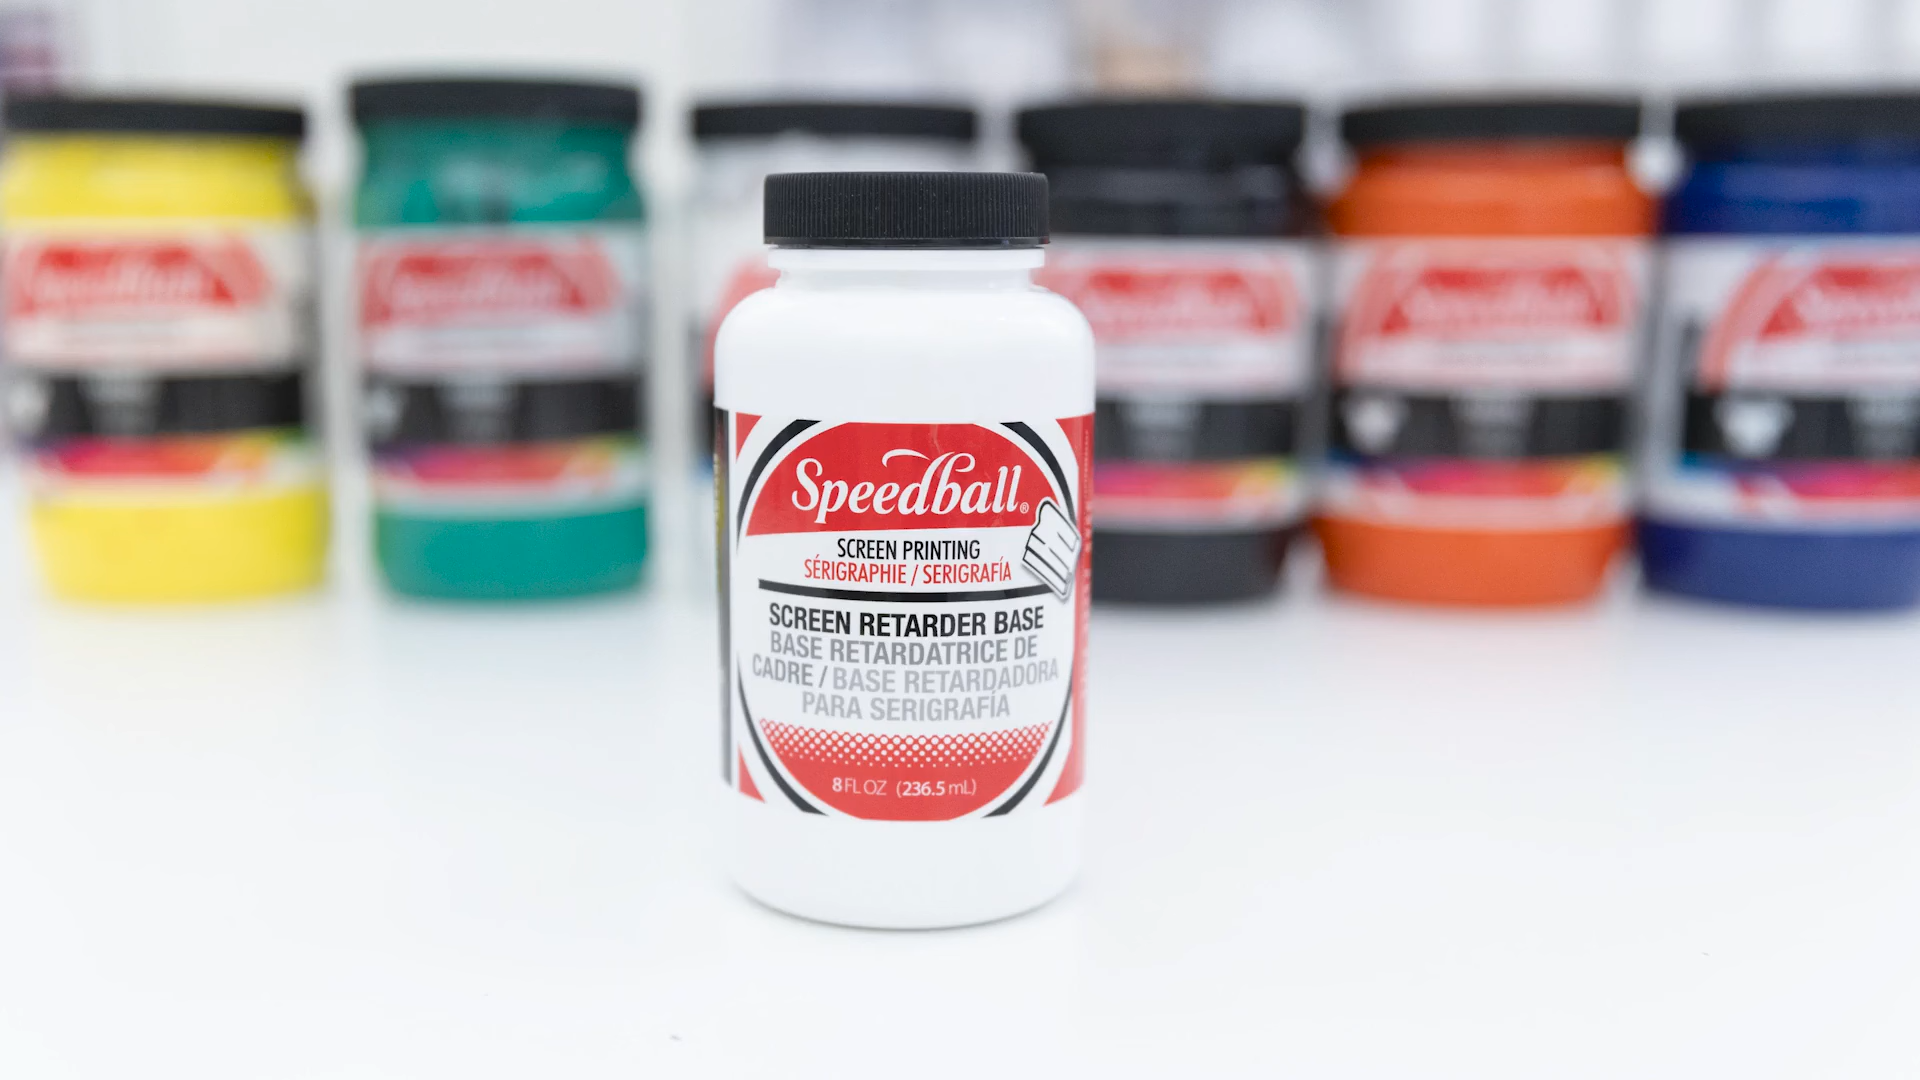 Speedball®
SCREEN PRINTING
SÉRIGRAPHIE / SERIGRAFÍA
SCREEN RETARDER BASE
BASE RETARDATRICE DE
CADRE / BASE RETARDADORA
PARA SERIGRAFÍA
8 FL OZ (236.5 mL)